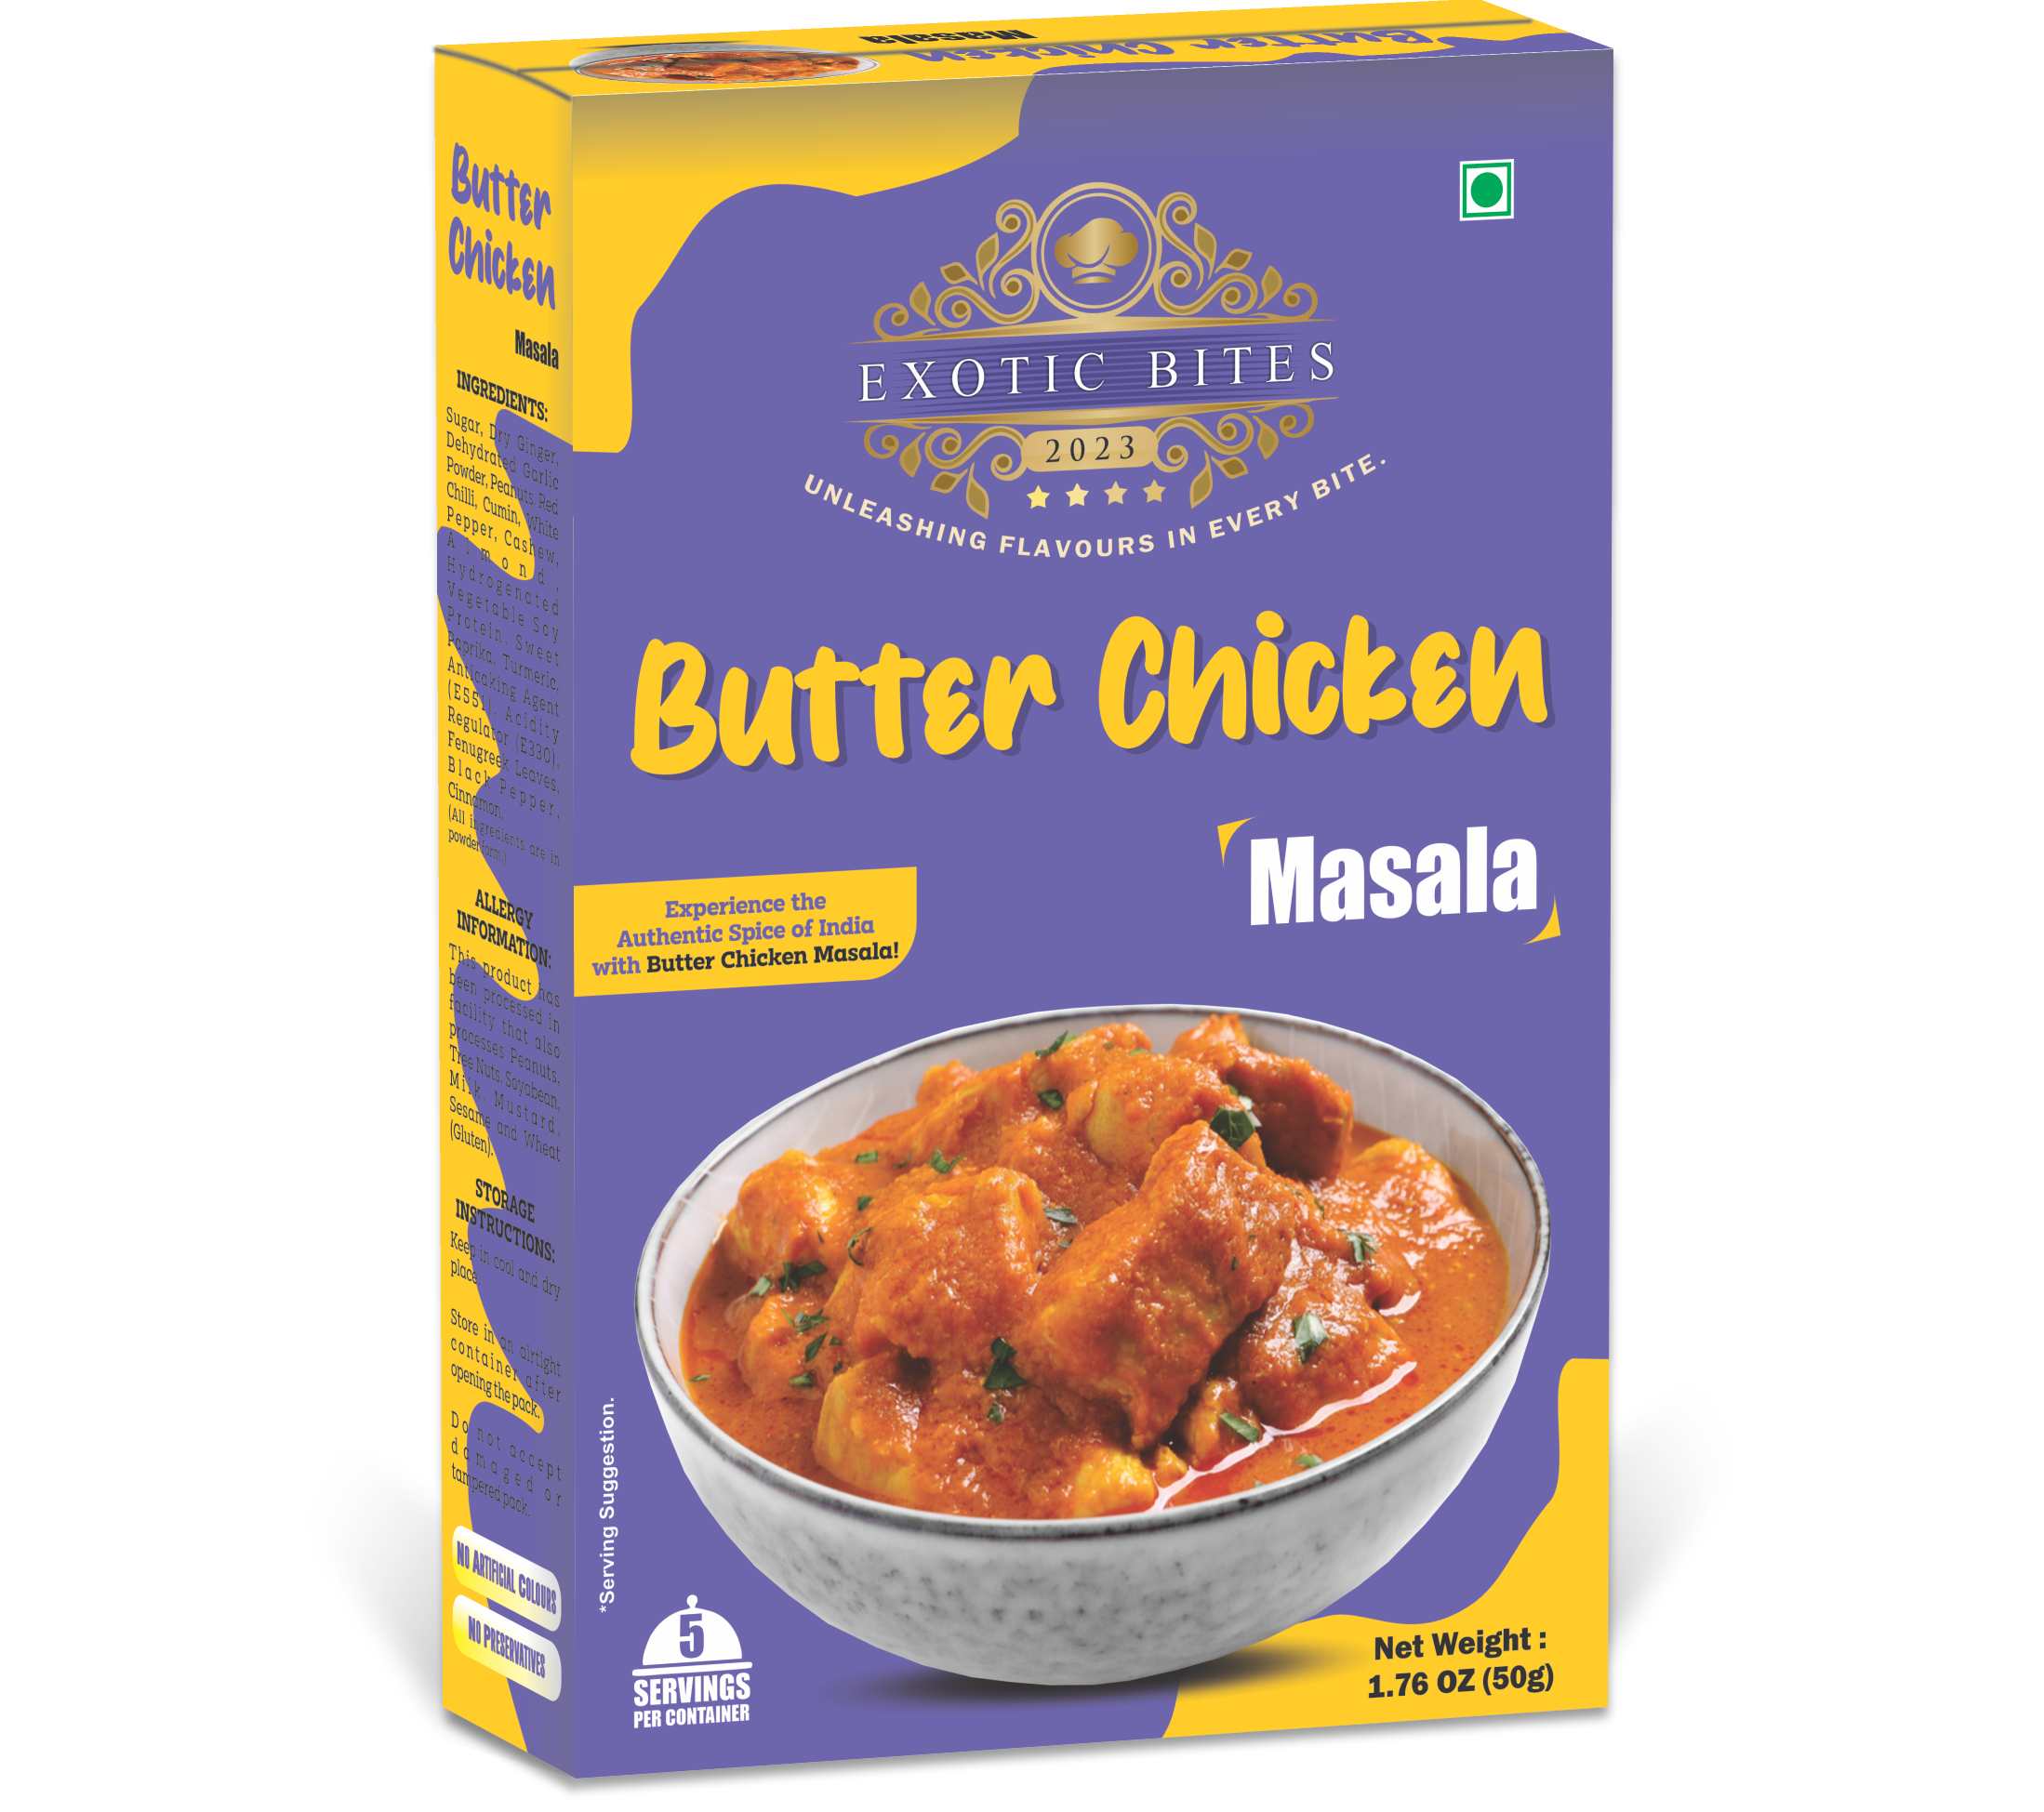 Butter Chicken
Masala
EXOTIC BITES
2023
UNLEASHING FLAVOURS IN EVERY BITE.
Butter Chicken
Masala
Experience the
Authentic Spice of India
with Butter Chicken Masala!
*Serving Suggestion.
5
SERVINGS
PER CONTAINER
Net Weight :
1.76 OZ (50g)
Butter
Chicken
Masala
INGREDIENTS:
Sugar, Dry Ginger,
Dehydrated Garlic
Powder, Peanuts, Red
Chilli, Cumin, White
Pepper, Cashew,
Almond,
Hydrogenated
Vegetable Soy
Protein, Sweet
Paprika, Turmeric,
Anticaking Agent
(E551), Acidity
Regulator (E330),
Fenugreek Leaves,
Black Pepper,
Cinnamon.
(All ingredients are in
powder form.)
ALLERGY
INFORMATION:
This product has
been processed in
facility that also
processes Peanuts,
Tree Nuts, Soyabean,
Milk, Mustard,
Sesame and Wheat
(Gluten).
STORAGE
INSTRUCTIONS:
Keep in cool and dry
place.
Store in an airtight
container after
opening the pack.
Do not accept
damaged or
tampered pack.
NO ARTIFICIAL COLOURS
NO PRESERVATIVES